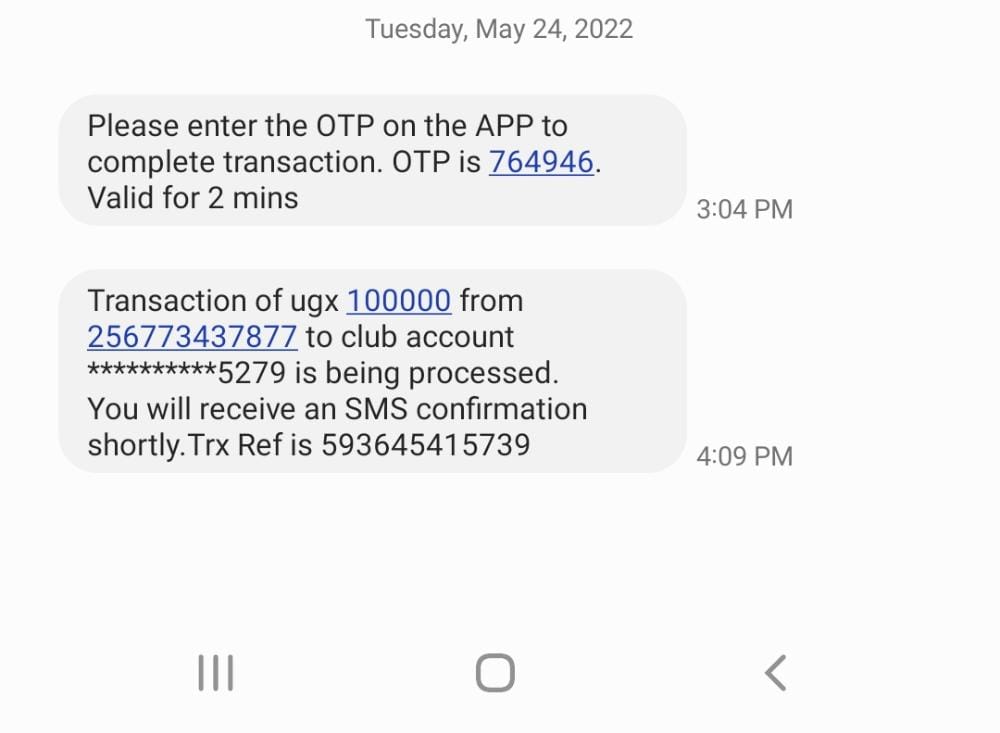 Tuesday, May 24, 2022
Please enter the OTP on the APP to
complete transaction. OTP is 764946.
Valid for 2 mins
3:04 PM
Transaction of ugx 100000 from
256773437877 to club account
**********5279 is being processed.
You will receive an SMS confirmation
shortly.Trx Ref is 593645415739
4:09 PM